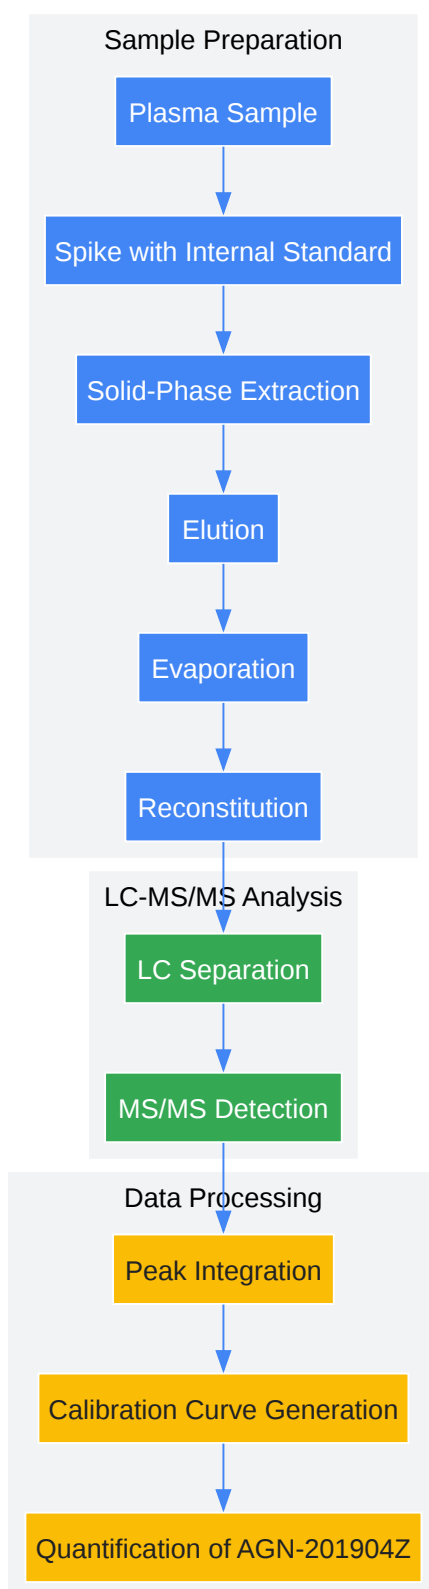 Sample Preparation
Plasma Sample
Spike with Internal Standard
Solid-Phase Extraction
Elution
Evaporation
Reconstitution
LC-MS/MS Analysis
LC Separation
MS/MS Detection
Data Processing
Peak Integration
Calibration Curve Generation
Quantification of AGN-201904Z